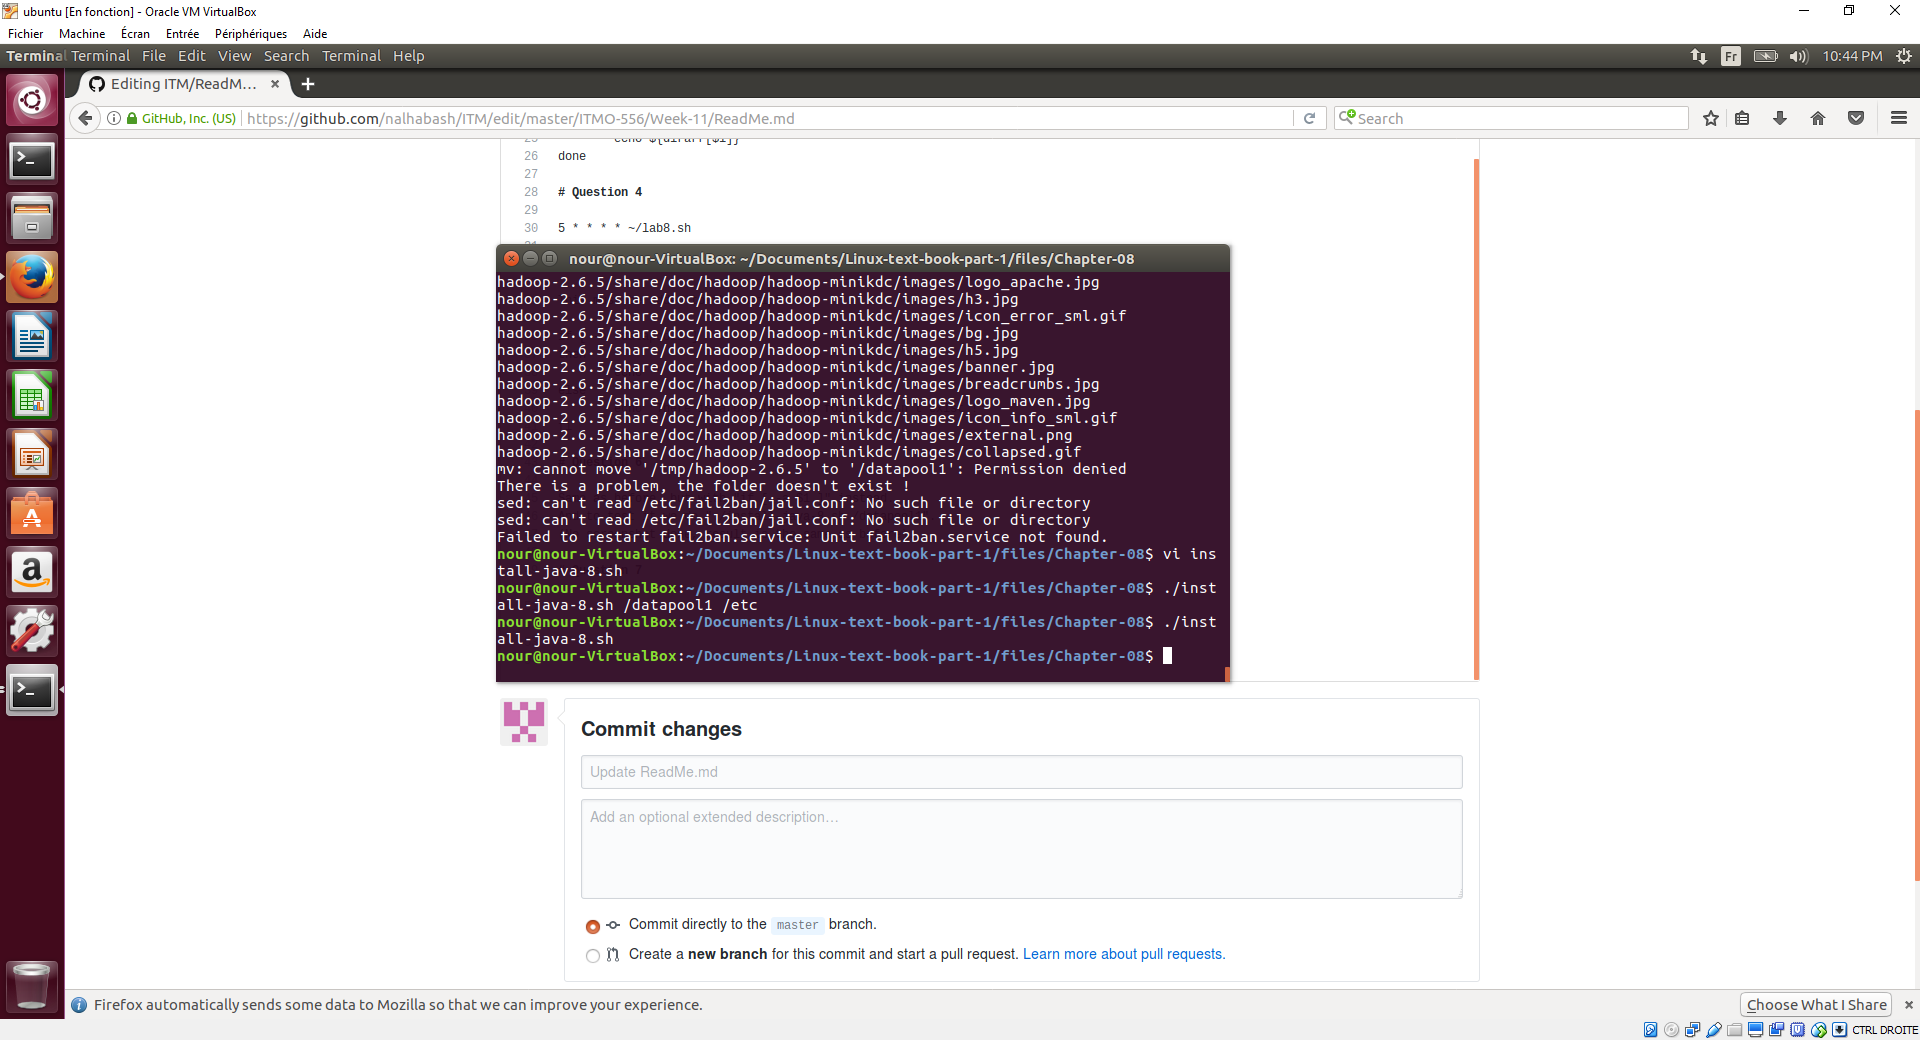 ubuntu [En fonction] - Oracle VM VirtualBox
Fichier Machine Écran Entrée Périphériques Aide
Terminal Terminal File Edit View Search Terminal Help
Fr 10:44 PM
Editing ITM/ReadM...
GitHub, Inc. (US) https://github.com/nalhabash/ITM/edit/master/ITMO-556/Week-11/ReadMe.md
Search
26 done
27
28 # Question 4
29
30 5 * * * * ~/lab8.sh
nour@nour-VirtualBox: ~/Documents/Linux-text-book-part-1/files/Chapter-08
hadoop-2.6.5/share/doc/hadoop/hadoop-minikdc/images/logo_apache.jpg
hadoop-2.6.5/share/doc/hadoop/hadoop-minikdc/images/h3.jpg
hadoop-2.6.5/share/doc/hadoop/hadoop-minikdc/images/icon_error_sml.gif
hadoop-2.6.5/share/doc/hadoop/hadoop-minikdc/images/bg.jpg
hadoop-2.6.5/share/doc/hadoop/hadoop-minikdc/images/h5.jpg
hadoop-2.6.5/share/doc/hadoop/hadoop-minikdc/images/banner.jpg
hadoop-2.6.5/share/doc/hadoop/hadoop-minikdc/images/breadcrumbs.jpg
hadoop-2.6.5/share/doc/hadoop/hadoop-minikdc/images/logo_maven.jpg
hadoop-2.6.5/share/doc/hadoop/hadoop-minikdc/images/icon_info_sml.gif
hadoop-2.6.5/share/doc/hadoop/hadoop-minikdc/images/external.png
hadoop-2.6.5/share/doc/hadoop/hadoop-minikdc/images/collapsed.gif
mv: cannot move '/tmp/hadoop-2.6.5' to '/datapool1': Permission denied
There is a problem, the folder doesn't exist !
sed: can't read /etc/fail2ban/jail.conf: No such file or directory
sed: can't read /etc/fail2ban/jail.conf: No such file or directory
Failed to restart fail2ban.service: Unit fail2ban.service not found.
nour@nour-VirtualBox:~/Documents/Linux-text-book-part-1/files/Chapter-08$ vi ins
tall-java-8.sh
nour@nour-VirtualBox:~/Documents/Linux-text-book-part-1/files/Chapter-08$ ./inst
all-java-8.sh /datapool1 /etc
nour@nour-VirtualBox:~/Documents/Linux-text-book-part-1/files/Chapter-08$ ./inst
all-java-8.sh
nour@nour-VirtualBox:~/Documents/Linux-text-book-part-1/files/Chapter-08$
Commit changes
Update ReadMe.md
Add an optional extended description…
Commit directly to the master branch.
Create a new branch for this commit and start a pull request. Learn more about pull requests.
Firefox automatically sends some data to Mozilla so that we can improve your experience.
Choose What I Share
CTRL DROITE